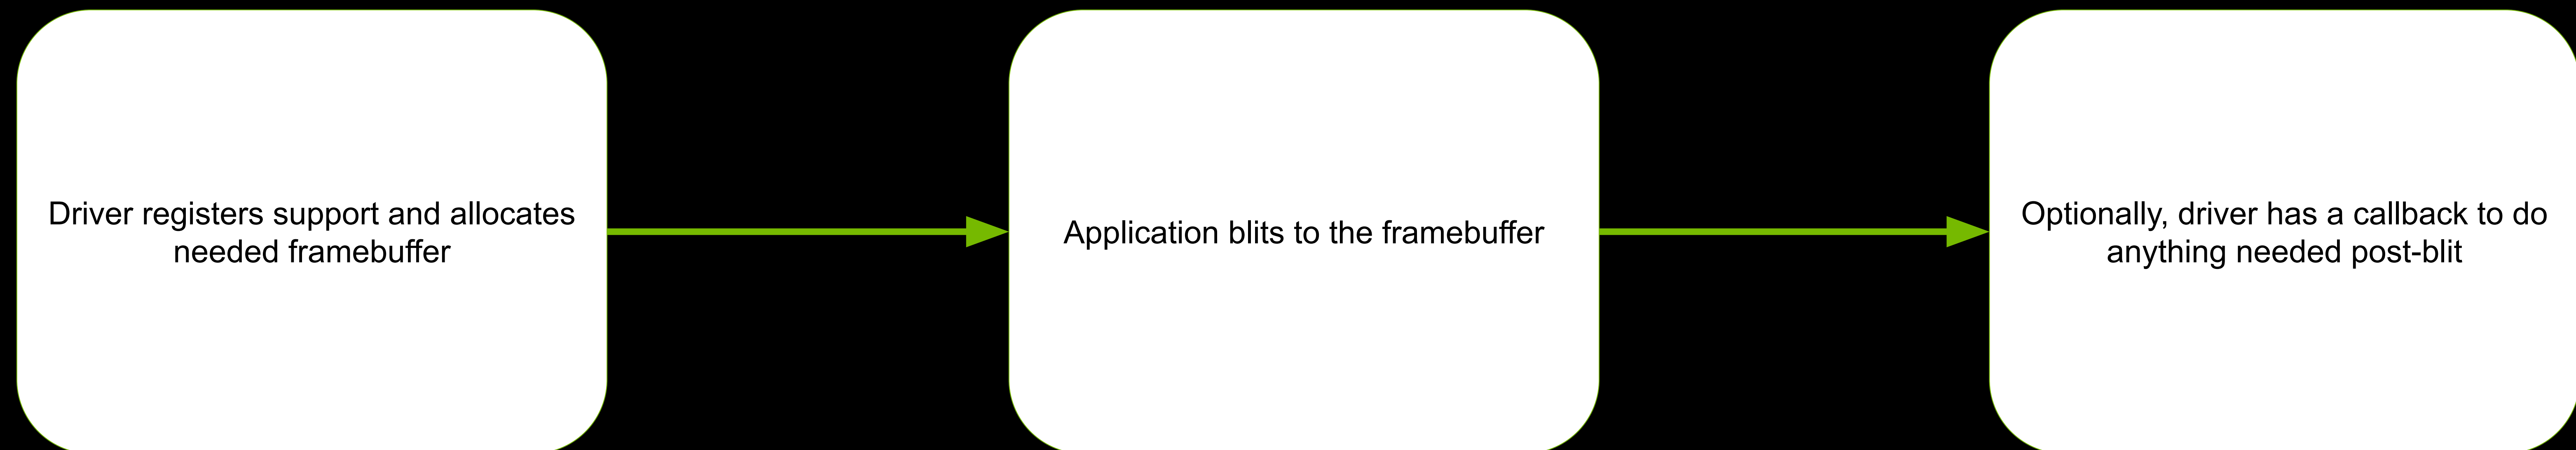 Driver registers support and allocates
needed framebuffer
Application blits to the framebuffer
Optionally, driver has a callback to do
anything needed post-blit